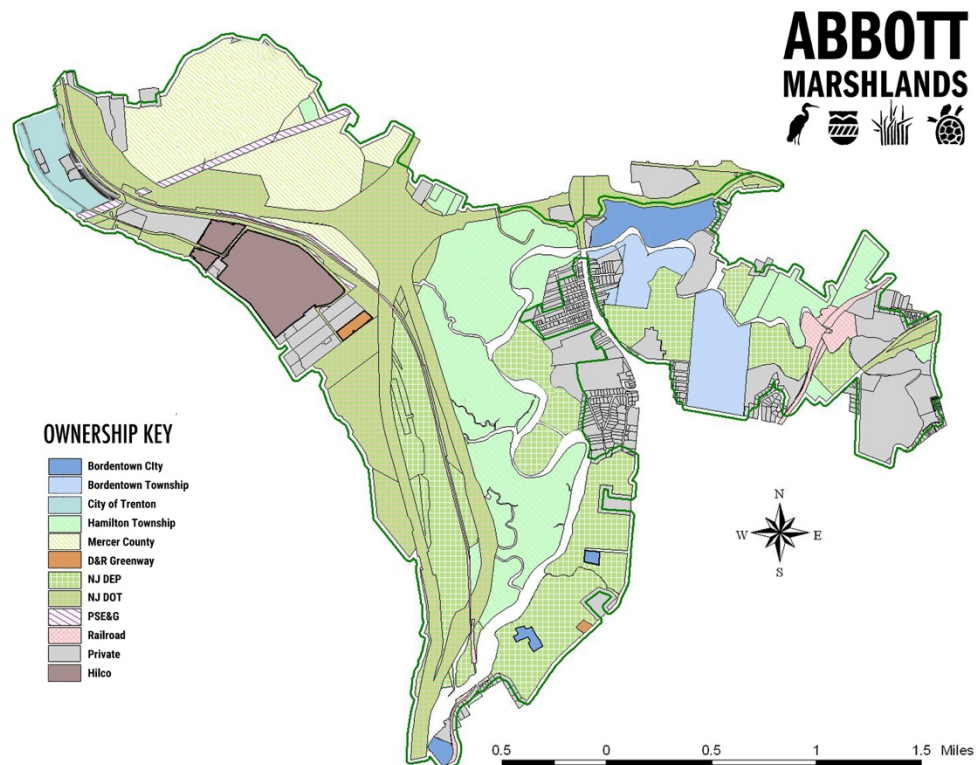 ABBOTT
MARSHLANDS
OWNERSHIP KEY
Bordentown CIty
Bordentown Township
City of Trenton
Hamilton Township
Mercer County
D&R Greenway
NJ DEP
NJ DOT
PSE&G
Railroad
Private
Hilco
N
W E
S
0.5 0 0.5 1 1.5 Miles